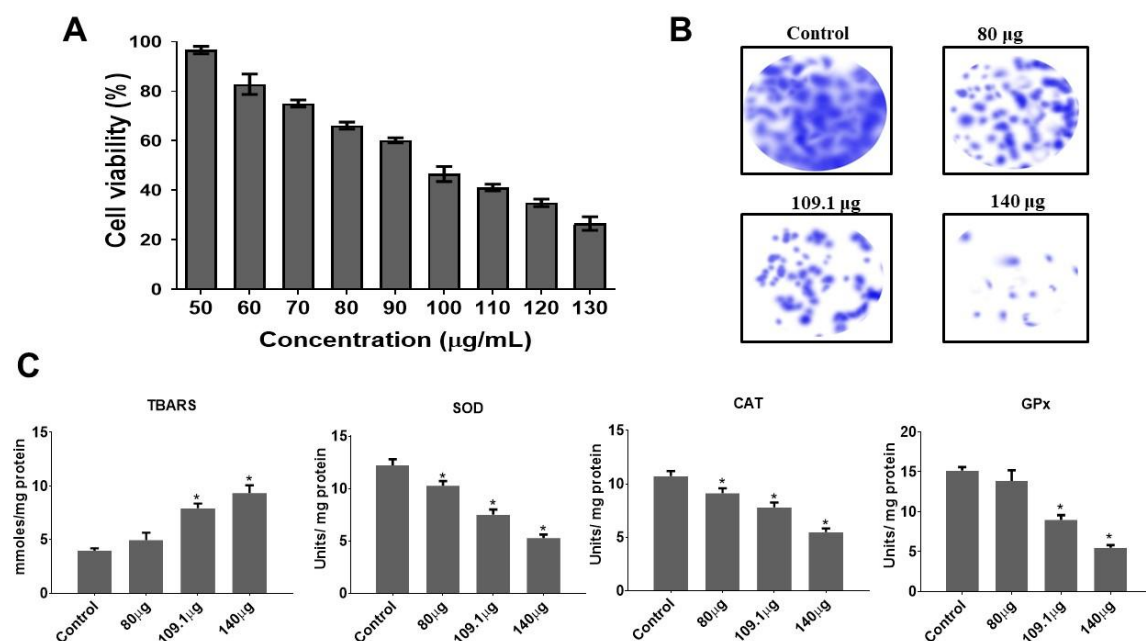 A
Cell viability (%)
100
80
60
40
20
0
50 60 70 80 90 100 110 120 130
Concentration (μg/mL)
B
Control
80 μg
109.1 μg
140 μg
C
TBARS
mmoles/mg protein
15
10
5
0
* *
Control 80μg 109.1μg 140μg
SOD
Units/ mg protein
15
10
5
0
* * *
Control 80μg 109.1μg 140μg
CAT
Units/ mg protein
15
10
5
0
* * *
Control 80μg 109.1μg 140μg
GPx
Units/ mg protein
20
15
10
5
0
* *
Control 80μg 109.1μg 140μg